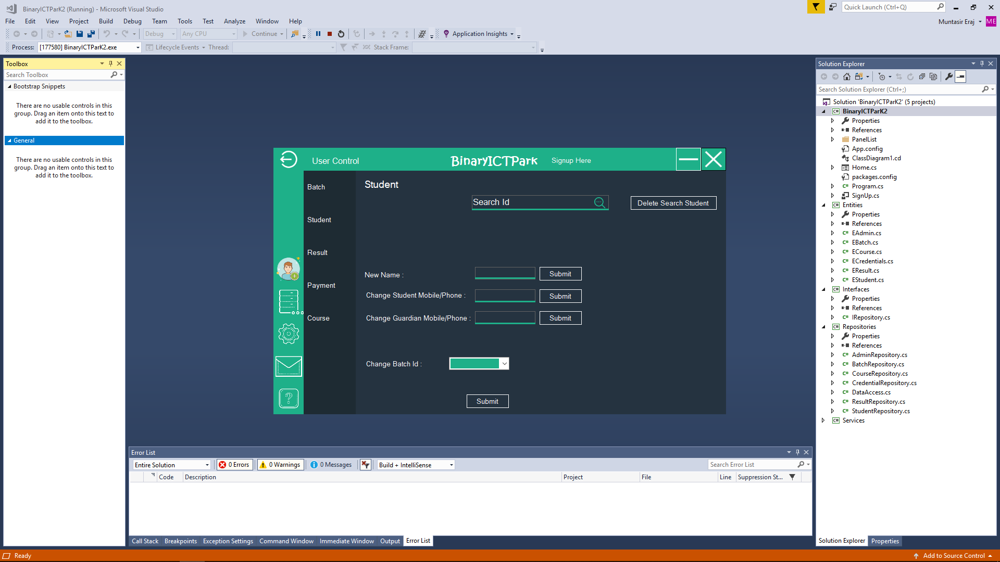 BinaryICTParK2 (Running) - Microsoft Visual Studio
Quick Launch (Ctrl+Q)
File Edit View Project Build Debug Team Tools Test Analyze Window Help
Muntasir Eraj ME
Debug Any CPU Continue Application Insights
Process: [177580] BinaryICTParK2.exe Lifecycle Events Thread: Stack Frame:
Toolbox
Search Toolbox
Bootstrap Snippets
There are no usable controls in this
group. Drag an item onto this text to
add it to the toolbox.
General
There are no usable controls in this
group. Drag an item onto this text to
add it to the toolbox.
User Control BinaryICTPark Signup Here
Batch
Student
Result
Payment
Course
Student
Search Id
Delete Search Student
New Name : Submit
Change Student Mobile/Phone : Submit
Change Guardian Mobile/Phone : Submit
Change Batch Id :
Submit
Error List
Entire Solution 0 Errors 0 Warnings 0 Messages Build + IntelliSense Search Error List
Code Description Project File Line Suppression St...
Call Stack Breakpoints Exception Settings Command Window Immediate Window Output Error List
Solution Explorer
Search Solution Explorer (Ctrl+;)
Solution 'BinaryICTParK2' (5 projects)
C# BinaryICTParK2
Properties
References
PanelList
App.config
ClassDiagram1.cd
Home.cs
packages.config
C# Program.cs
SignUp.cs
C# Entities
Properties
References
C# EAdmin.cs
C# EBatch.cs
C# ECourse.cs
C# ECredentials.cs
C# EResult.cs
C# EStudent.cs
C# Interfaces
Properties
References
C# IRepository.cs
C# Repositories
Properties
References
C# AdminRepository.cs
C# BatchRepository.cs
C# CourseRepository.cs
C# CredentialRepository.cs
C# DataAccess.cs
C# ResultRepository.cs
C# StudentRepository.cs
C# Services
Solution Explorer Properties
Ready
Add to Source Control